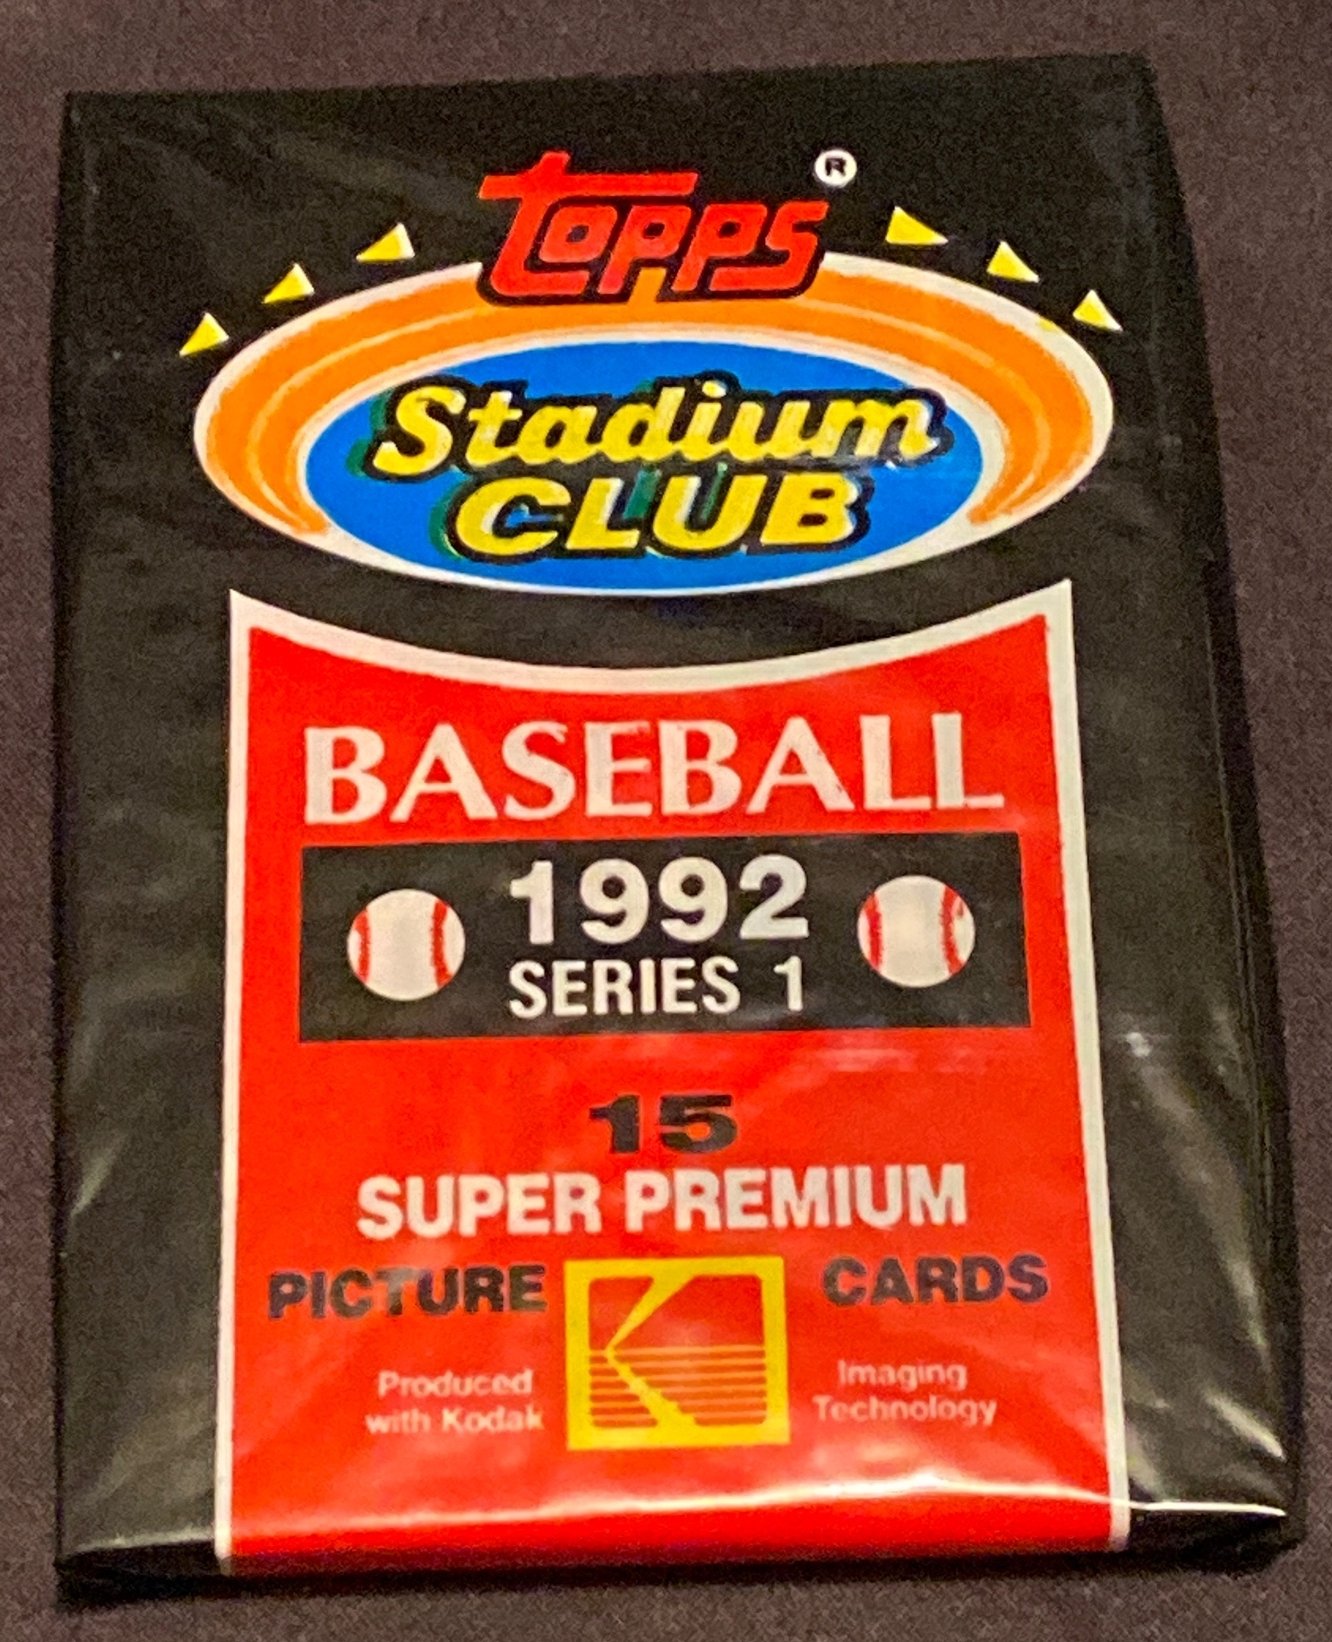 Topps ®
Stadium
CLUB
BASEBALL
1992
SERIES 1
15
SUPER PREMIUM
PICTURE CARDS
Produced
with Kodak
Imaging
Technology